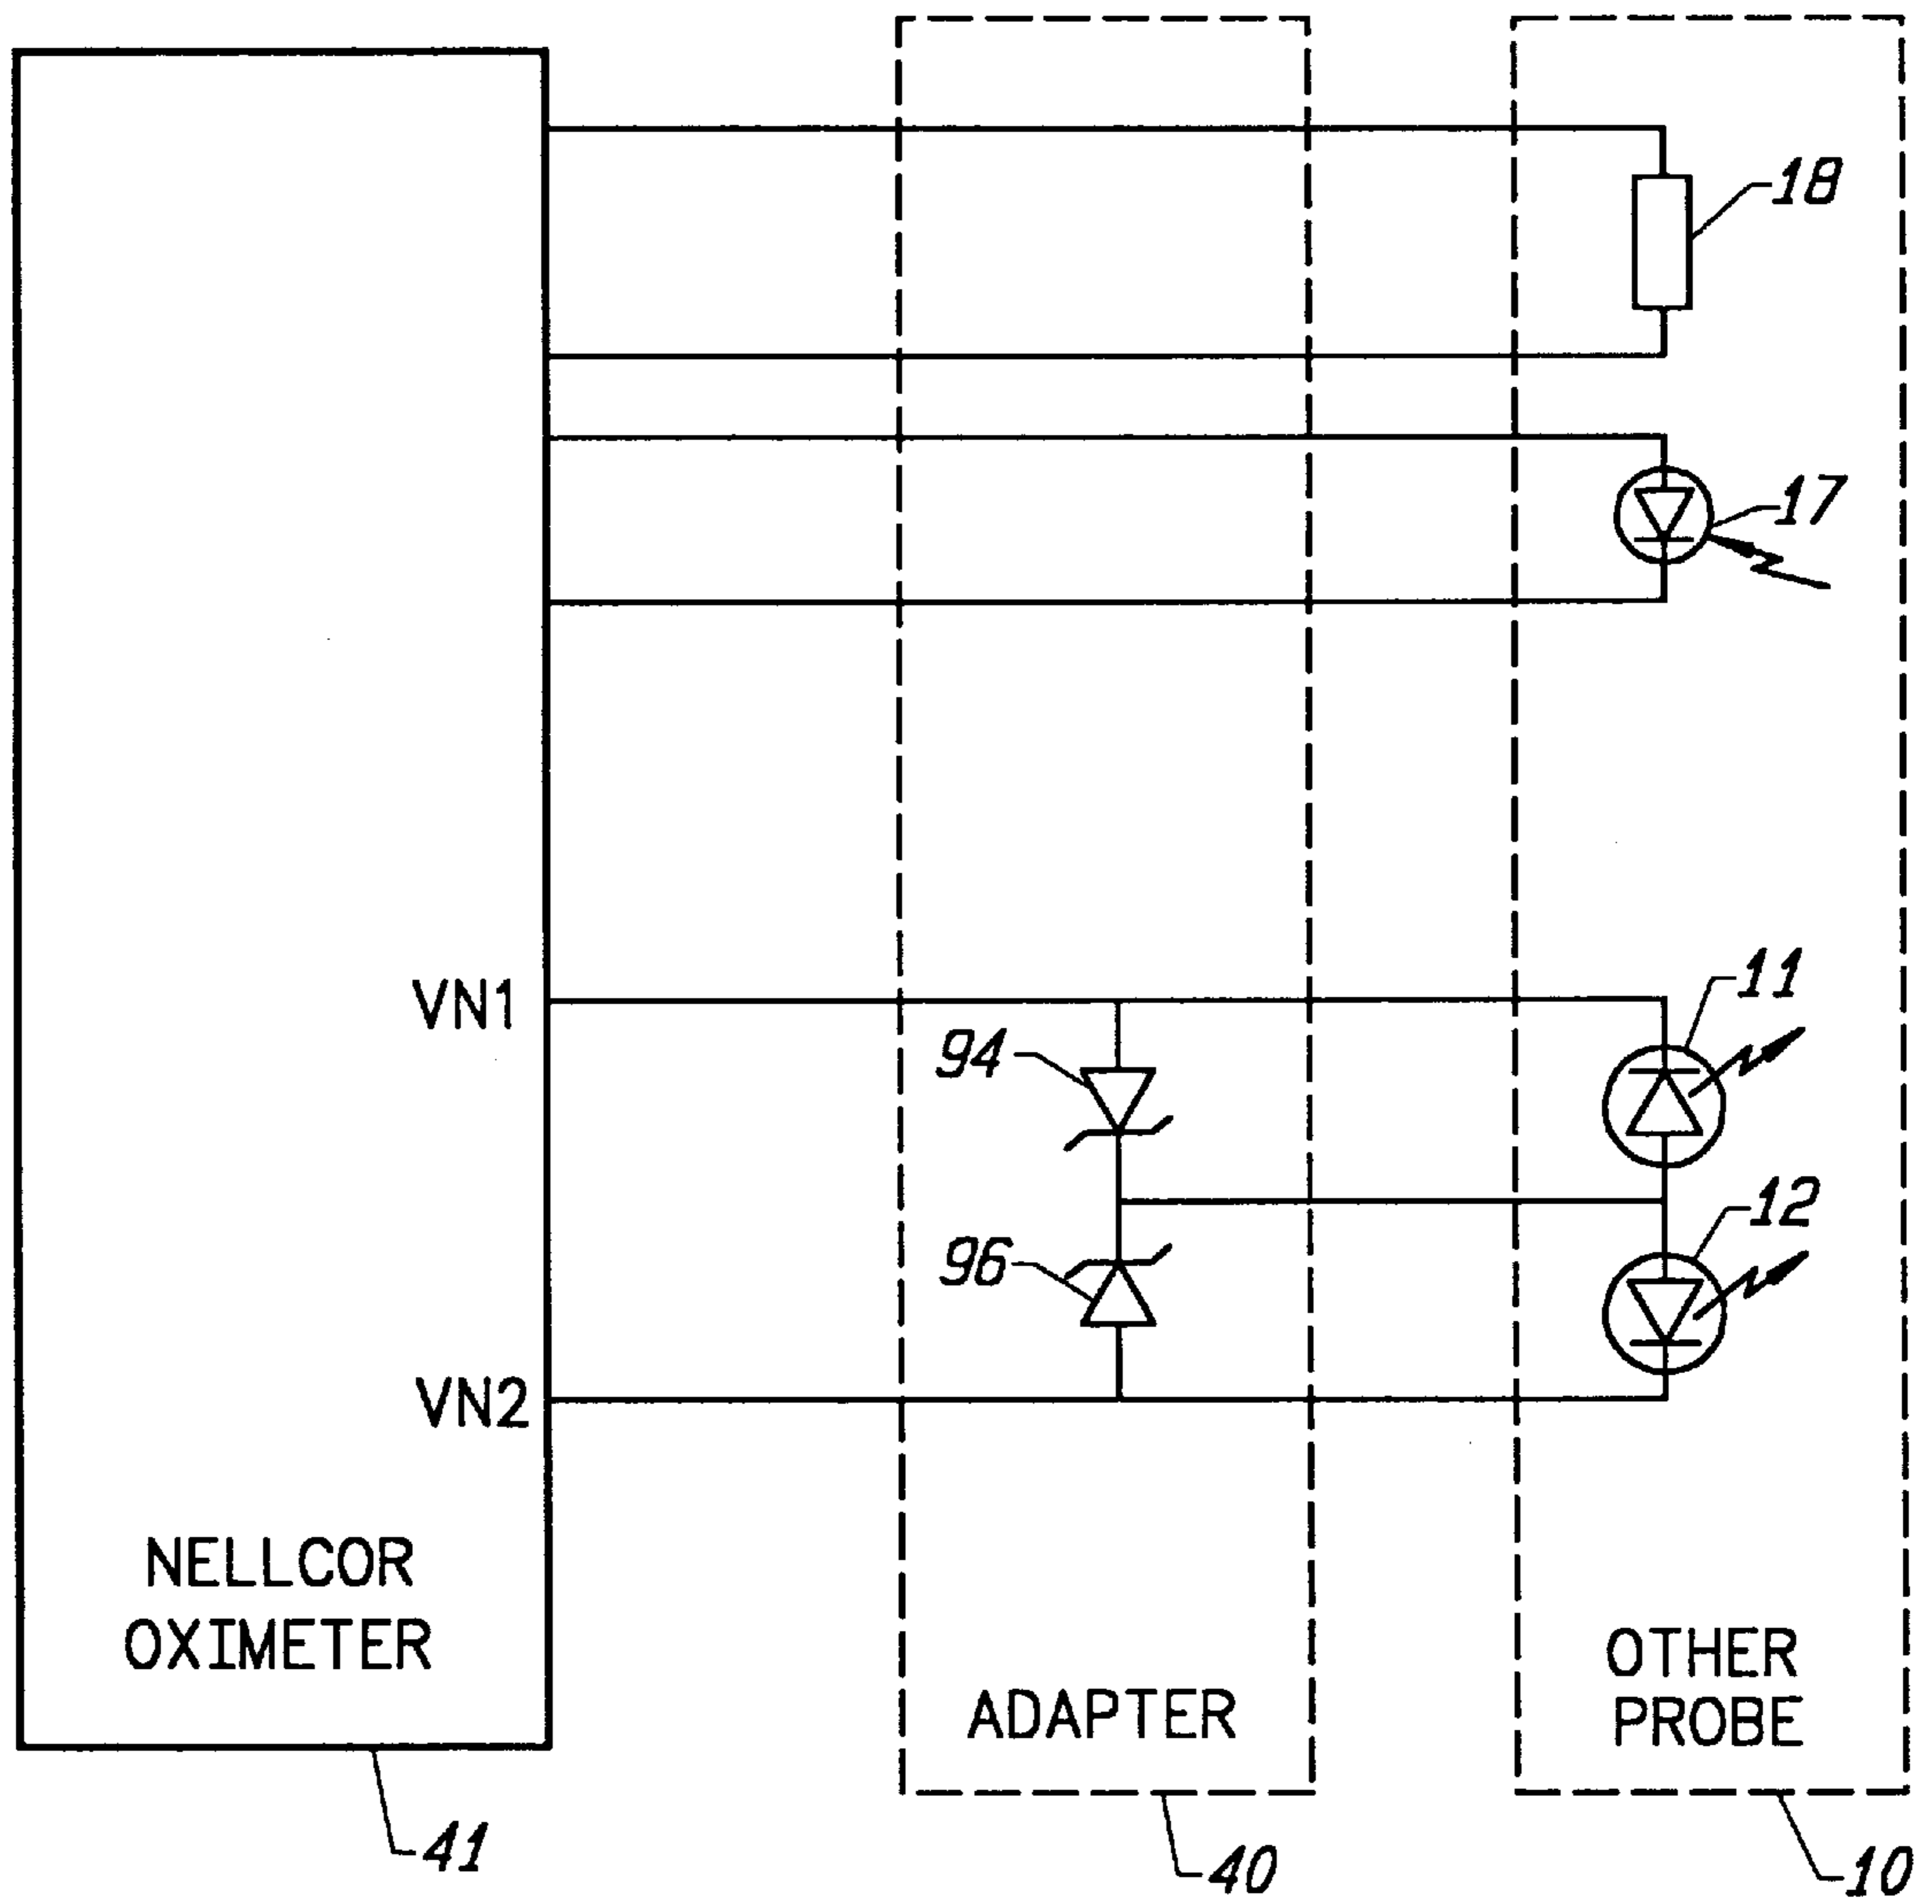 18
17
VN1
11
94
12
96
VN2
NELLCOR
OXIMETER
ADAPTER
OTHER
PROBE
41
40
10